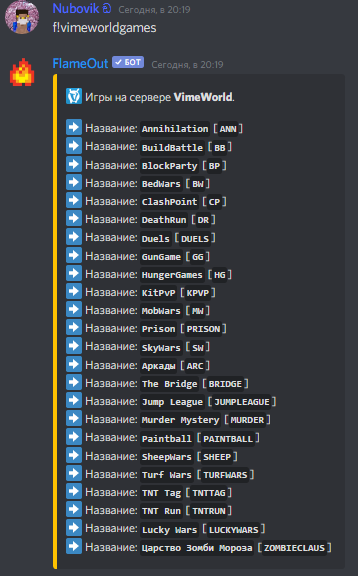 Nubovik Сегодня, в 20:19
f!vimeworldgames
FlameOut БОТ Сегодня, в 20:19
Игры на сервере VimeWorld.
Название: Annihilation [ANN]
Название: BuildBattle [BB]
Название: BlockParty [BP]
Название: BedWars [BW]
Название: ClashPoint [CP]
Название: DeathRun [DR]
Название: Duels [DUELS]
Название: GunGame [GG]
Название: HungerGames [HG]
Название: KitPvP [KPVP]
Название: MobWars [MW]
Название: Prison [PRISON]
Название: SkyWars [SW]
Название: Аркады [ARC]
Название: The Bridge [BRIDGE]
Название: Jump League [JUMPLEAGUE]
Название: Murder Mystery [MURDER]
Название: Paintball [PAINTBALL]
Название: SheepWars [SHEEP]
Название: Turf Wars [TURFWARS]
Название: TNT Tag [TNTTAG]
Название: TNT Run [TNTRUN]
Название: Lucky Wars [LUCKYWARS]
Название: Царство Зомби Мороза [ZOMBIECLAUS]